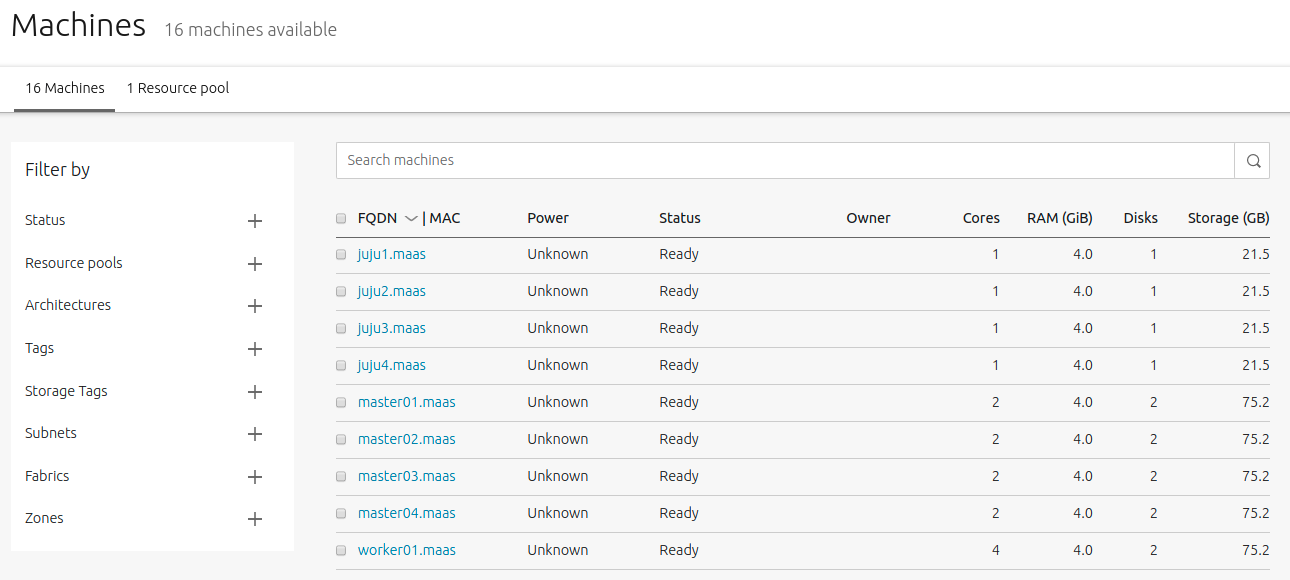 Machines 16 machines available
16 Machines 1 Resource pool
Filter by
Status
Resource pools
Architectures
Tags
Storage Tags
Subnets
Fabrics
Zones
Search machines
FQDN | MAC Power Status Owner Cores RAM (GiB) Disks Storage (GB)
juju1.maas Unknown Ready 1 4.0 1 21.5
juju2.maas Unknown Ready 1 4.0 1 21.5
juju3.maas Unknown Ready 1 4.0 1 21.5
juju4.maas Unknown Ready 1 4.0 1 21.5
master01.maas Unknown Ready 2 4.0 2 75.2
master02.maas Unknown Ready 2 4.0 2 75.2
master03.maas Unknown Ready 2 4.0 2 75.2
master04.maas Unknown Ready 2 4.0 2 75.2
worker01.maas Unknown Ready 4 4.0 2 75.2